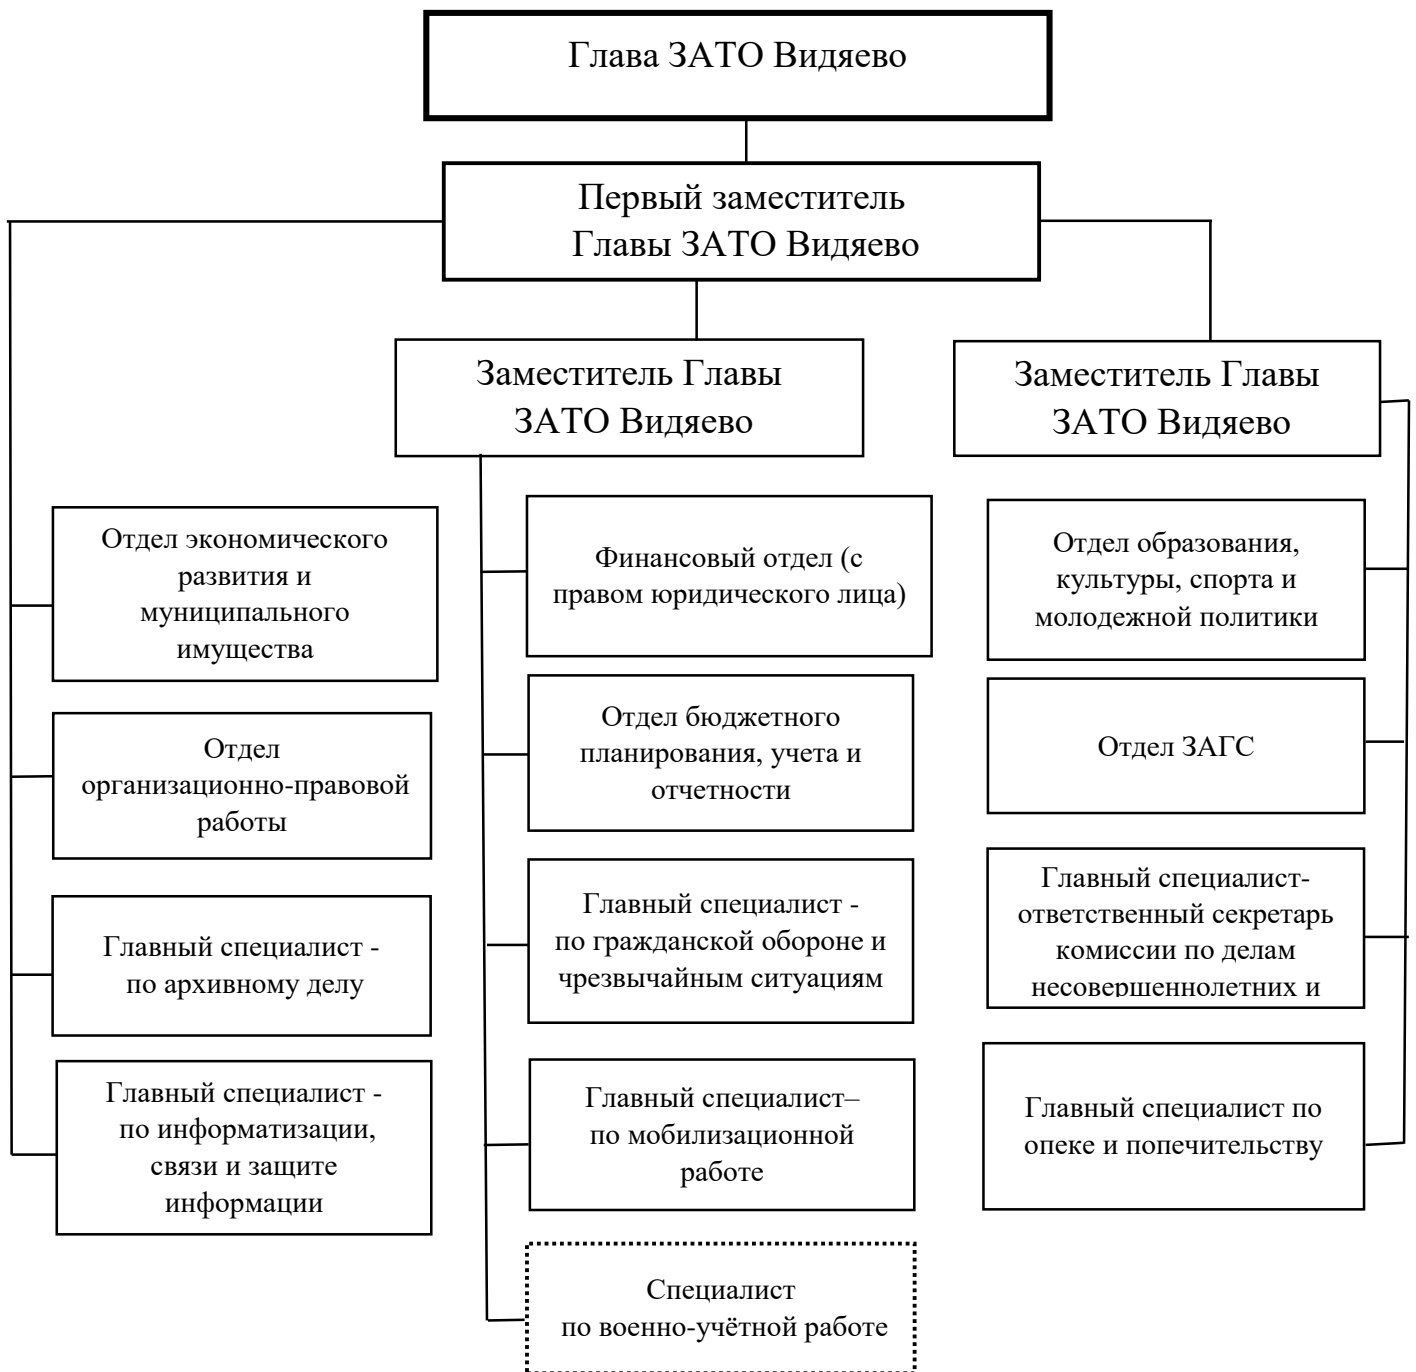 Глава ЗАТО Видяево
Первый заместитель
Главы ЗАТО Видяево
Заместитель Главы
ЗАТО Видяево
Заместитель Главы
ЗАТО Видяево
Отдел экономического
развития и
муниципального
имущества
Отдел
организационно-правовой
работы
Главный специалист -
по архивному делу
Главный специалист -
по информатизации,
связи и защите
информации
Финансовый отдел (с
правом юридического лица)
Отдел бюджетного
планирования, учета и
отчетности
Главный специалист -
по гражданской обороне и
чрезвычайным ситуациям
Главный специалист–
по мобилизационной
работе
Специалист
по военно-учётной работе
Отдел образования,
культуры, спорта и
молодежной политики
Отдел ЗАГС
Главный специалист-
ответственный секретарь
комиссии по делам
несовершеннолетних и
Главный специалист по
опеке и попечительству